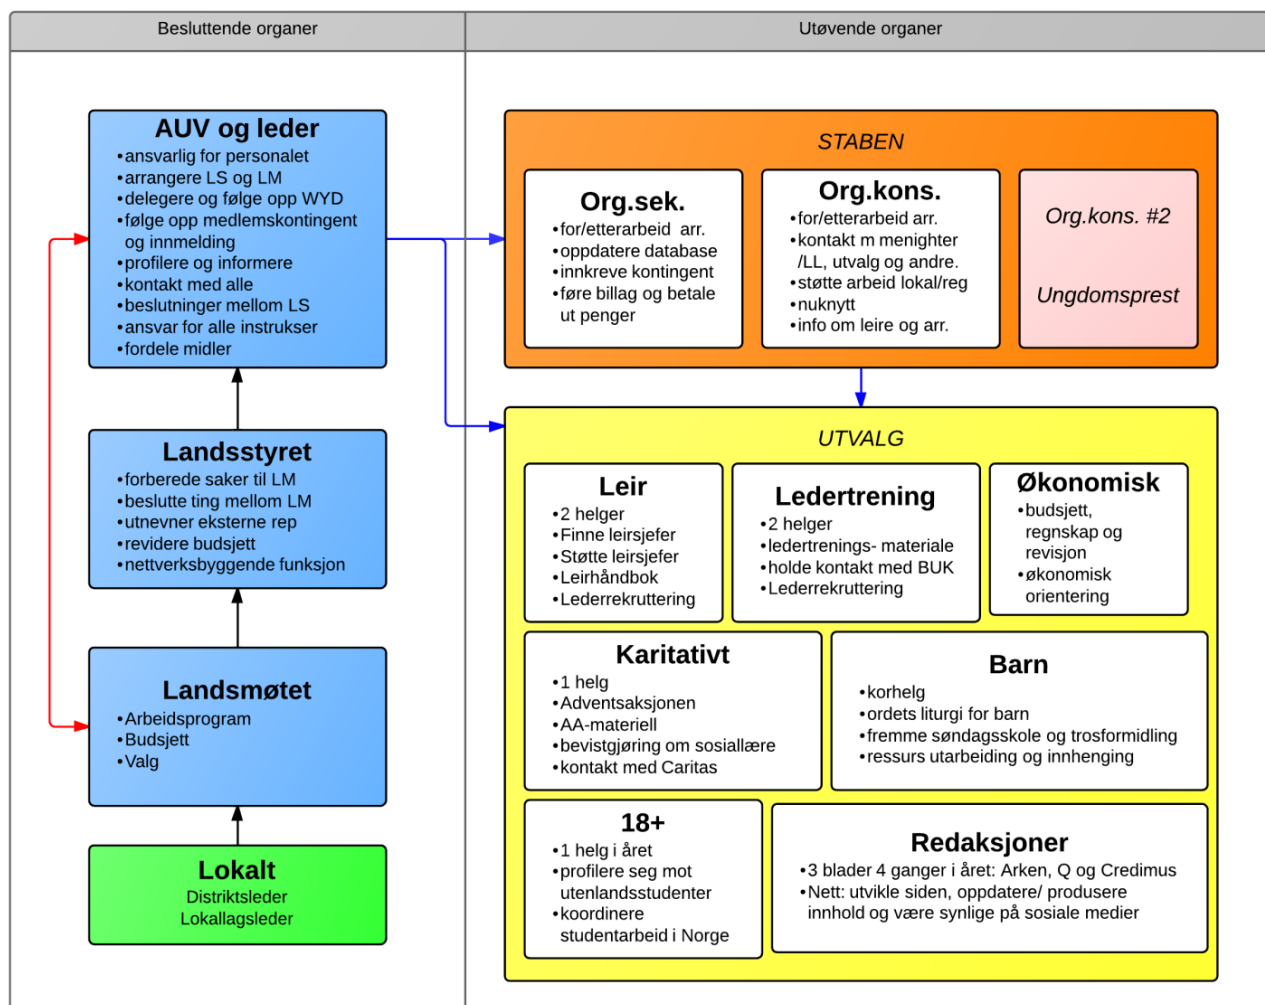 Besluttende organer
Utøvende organer
AUV og leder
•ansvarlig for personalet
•arrangere LS og LM
•delegere og følge opp WYD
•følge opp medlemskontingent
og innmelding
•profilere og informere
•kontakt med alle
•beslutninger mellom LS
•ansvar for alle instrukser
•fordele midler
Landsstyret
•forberede saker til LM
•beslutte ting mellom LM
•utnevner eksterne rep
•revidere budsjett
•nettverksbyggende funksjon
Landsmøtet
•Arbeidsprogram
•Budsjett
•Valg
Lokalt
Distriktsleder
Lokallagsleder
STABEN
Org.sek.
•for/etterarbeid arr.
•oppdatere database
•innkreve kontingent
•føre billag og betale
ut penger
Org.kons.
•for/etterarbeid arr.
•kontakt m menighter
/LL, utvalg og andre.
•støtte arbeid lokal/reg
•nuknytt
•info om leire og arr.
Org.kons. #2
Ungdomsprest
UTVALG
Leir
•2 helger
•Finne leirsjefer
•Støtte leirsjefer
•Leirhåndbok
•Lederrekruttering
Ledertrening
•2 helger
•ledertrenings- materiale
•holde kontakt med BUK
•Lederrekruttering
Økonomisk
•budsjett,
regnskap og
revisjon
•økonomisk
orientering
Karitativt
•1 helg
•Adventsaksjonen
•AA-materiell
•bevistgjøring om sosiallære
•kontakt med Caritas
Barn
•korhelg
•ordets liturgi for barn
•fremme søndagsskole og trosformidling
•ressurs utarbeiding og innhenging
18+
•1 helg i året
•profilere seg mot
utenlandsstudenter
•koordinere
studentarbeid i Norge
Redaksjoner
•3 blader 4 ganger i året: Arken, Q og Credimus
•Nett: utvikle siden, oppdatere/ produsere
innhold og være synlige på sosiale medier